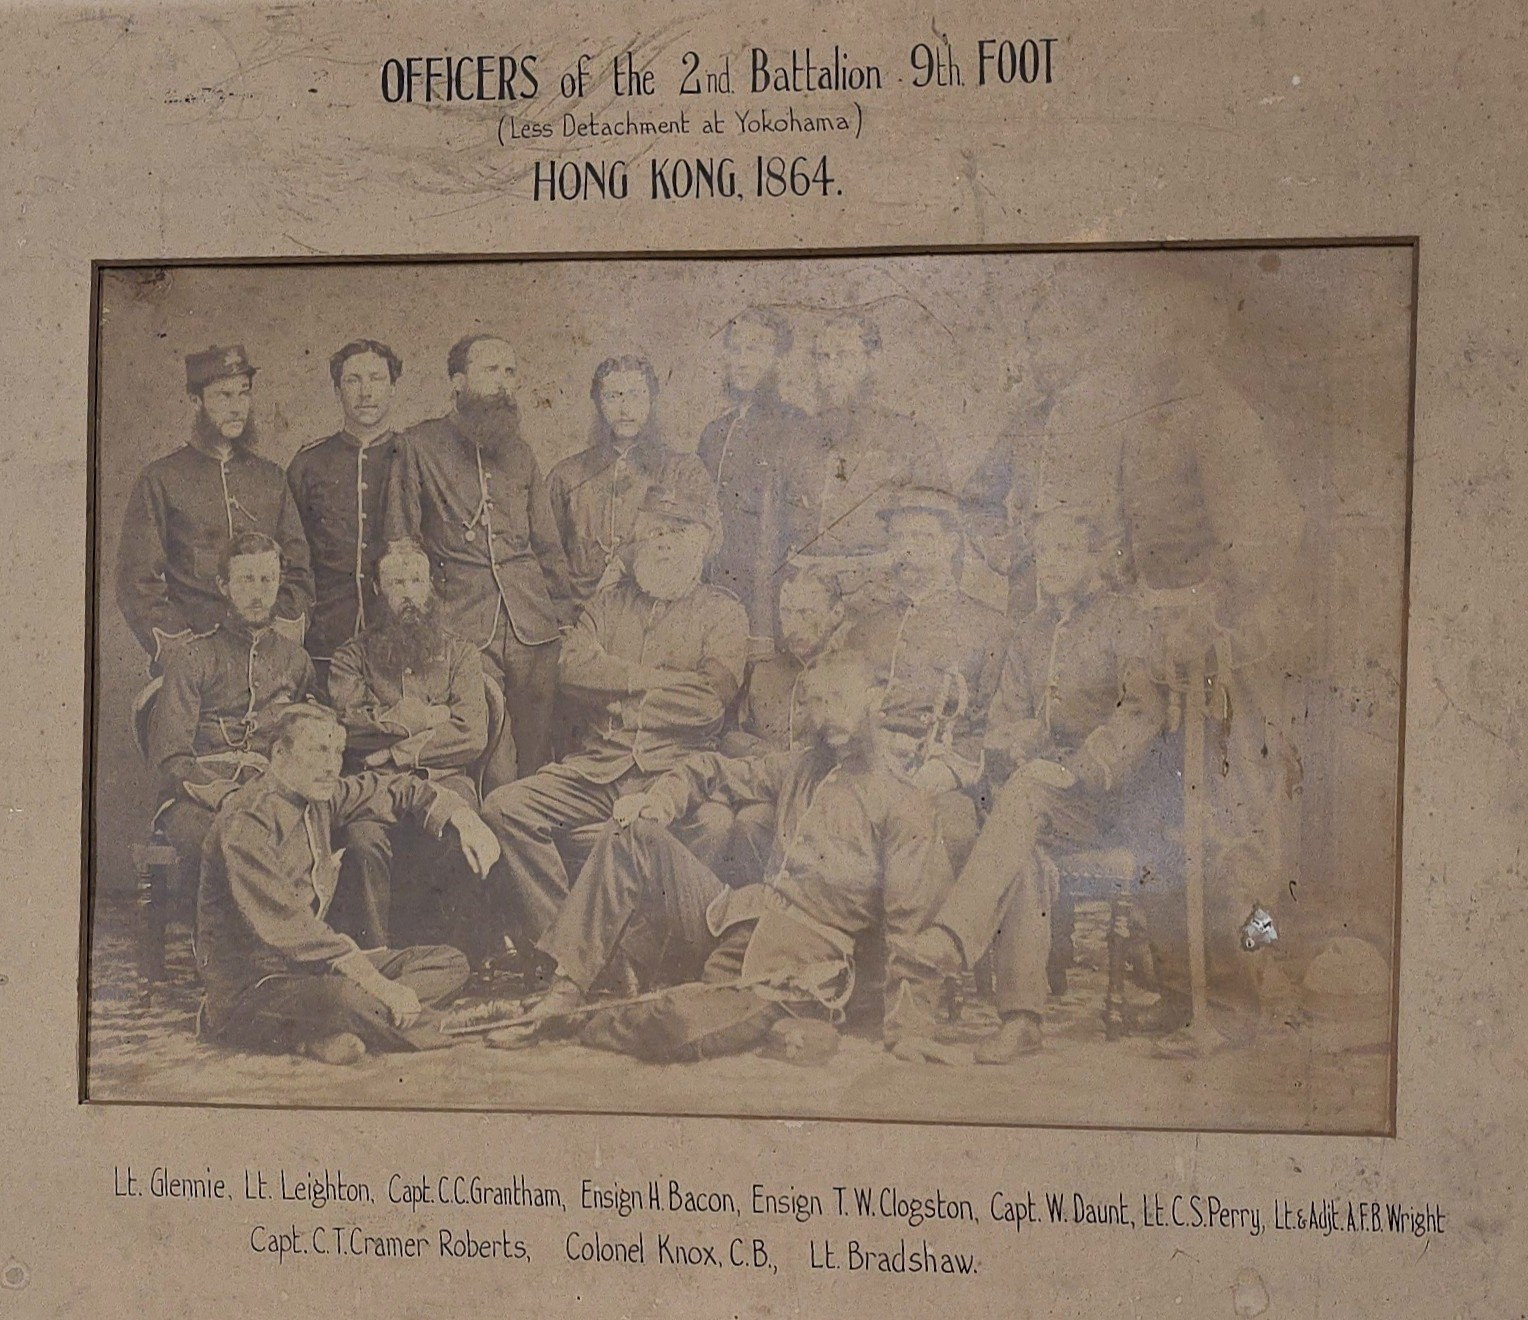 OFFICERS of the 2nd. Battalion 9th. FOOT
(Less Detachment at Yokohama)
HONG KONG, 1864.
Lt. Glennie, Lt. Leighton, Capt. C.C. Grantham, Ensign H. Bacon, Ensign T. W. Clogston, Capt. W. Daunt, Lt. C.S. Perry, Lt. & Adjt. A.F.B. Wright
Capt. C. T. Cramer Roberts, Colonel Knox, C.B., Lt. Bradshaw.